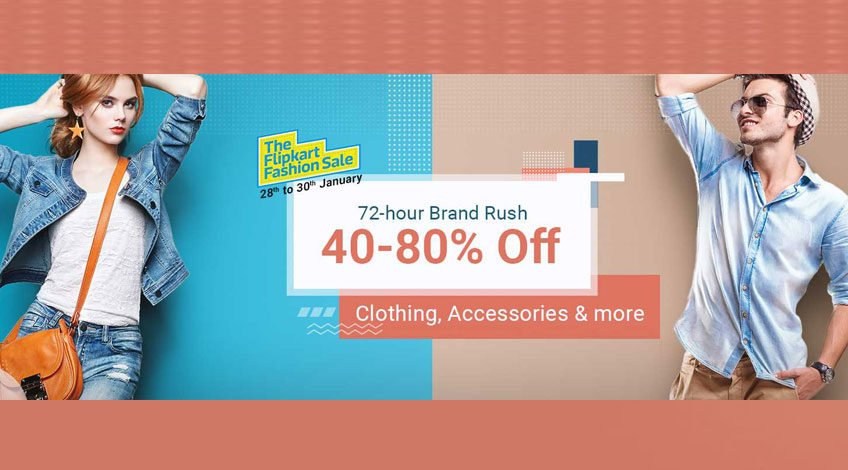 The
Flipkart
Fashion Sale
28th to 30th January
72-hour Brand Rush
40-80% Off
Clothing, Accessories & more